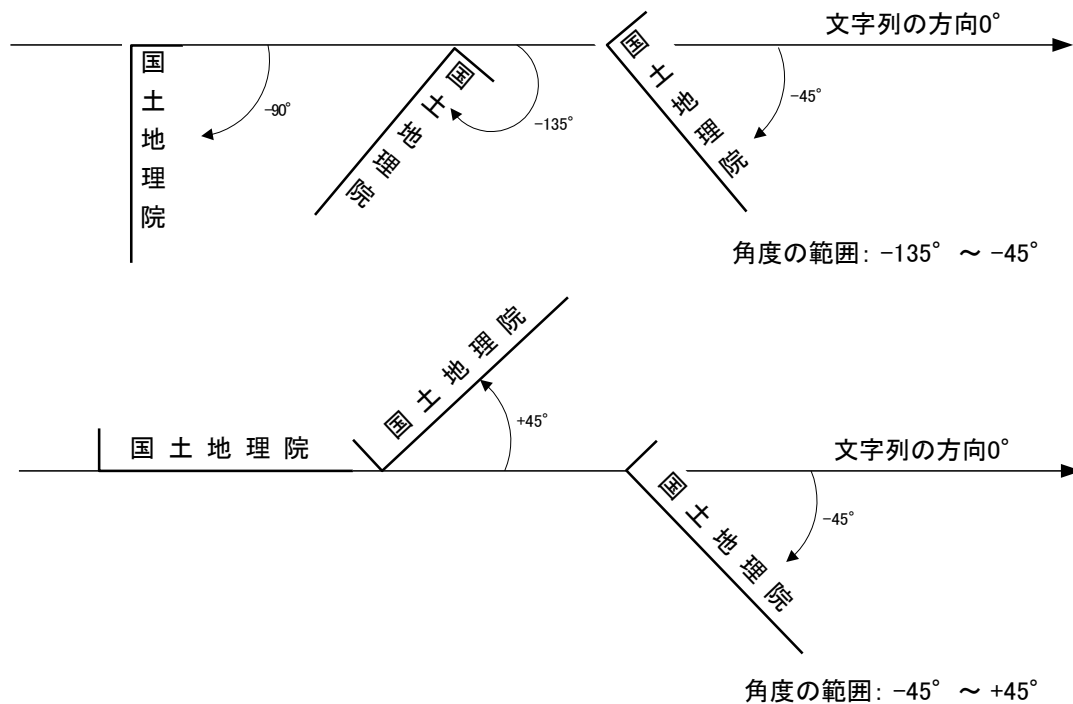 文字列の方向0°
国土地理院
-90°
国土地理院
-135°
国土地理院
-45°
角度の範囲: -135° ～ -45°
国土地理院
国土地理院
+45°
文字列の方向0°
国土地理院
-45°
角度の範囲: -45° ～ +45°